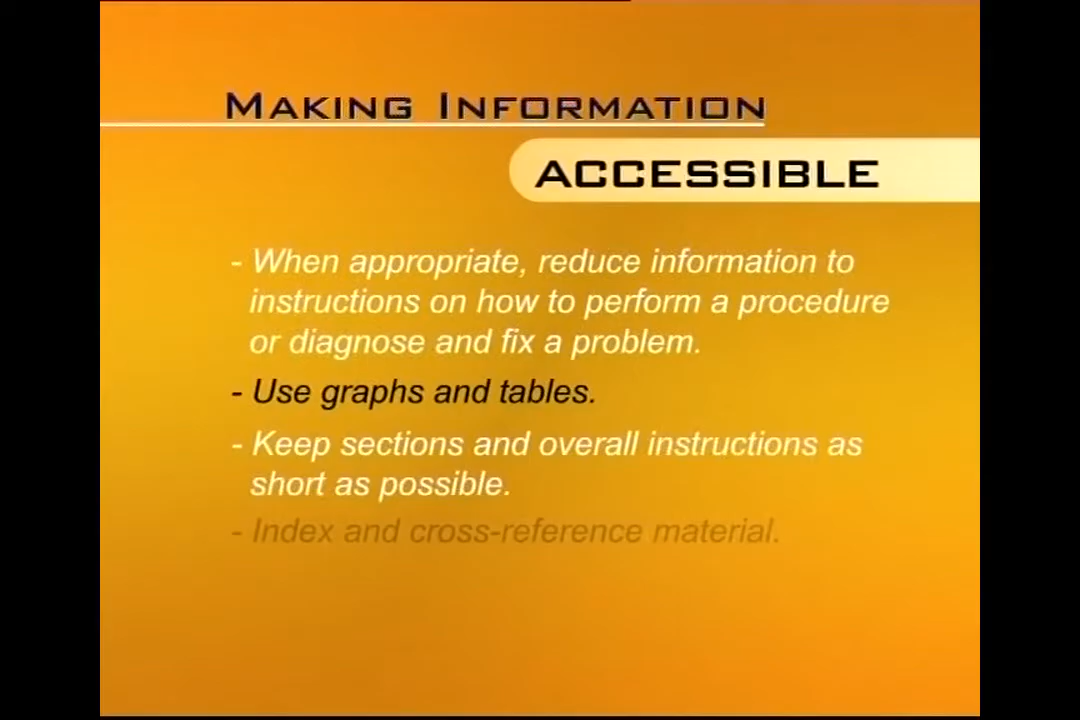 Making Information
ACCESSIBLE
- When appropriate, reduce information to
instructions on how to perform a procedure
or diagnose and fix a problem.
- Use graphs and tables.
- Keep sections and overall instructions as
short as possible.
- Index and cross-reference material.